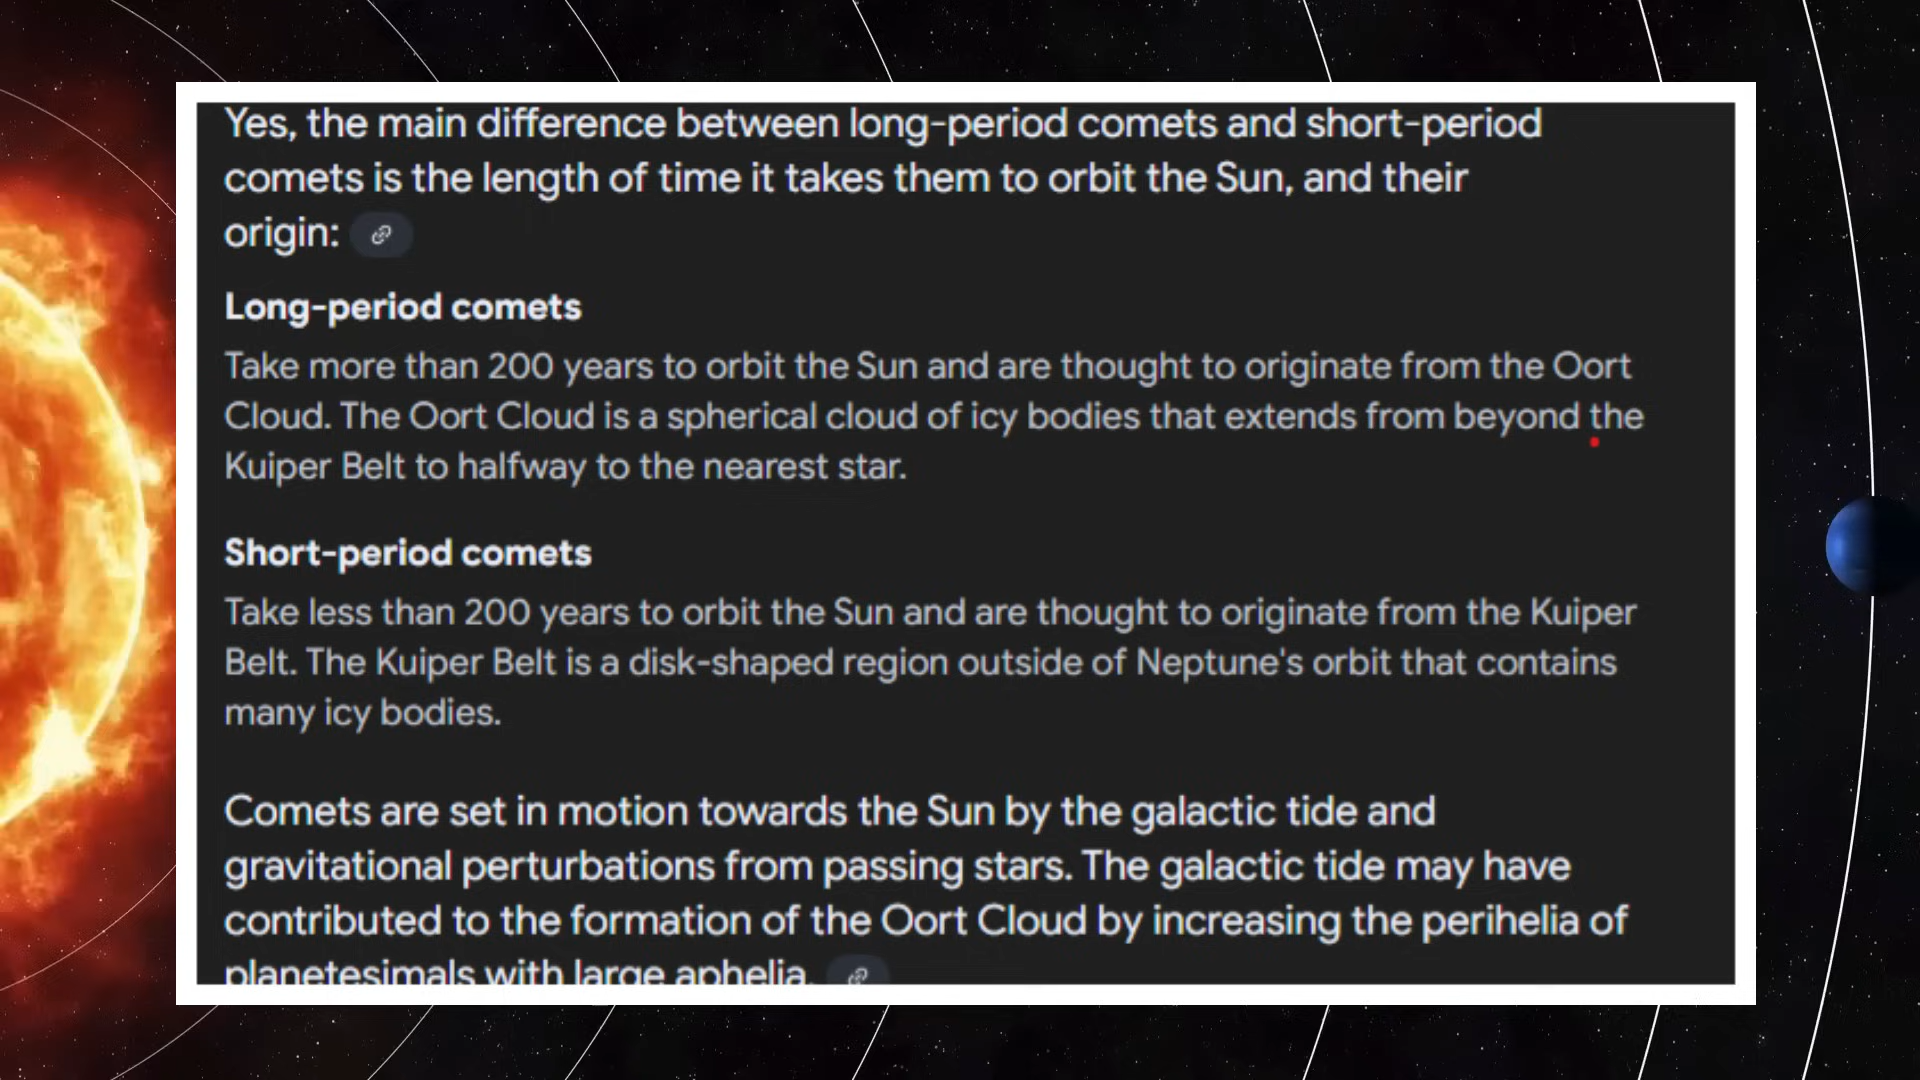 Yes, the main difference between long-period comets and short-period
comets is the length of time it takes them to orbit the Sun, and their
origin:
Long-period comets
Take more than 200 years to orbit the Sun and are thought to originate from the Oort
Cloud. The Oort Cloud is a spherical cloud of icy bodies that extends from beyond the
Kuiper Belt to halfway to the nearest star.
Short-period comets
Take less than 200 years to orbit the Sun and are thought to originate from the Kuiper
Belt. The Kuiper Belt is a disk-shaped region outside of Neptune's orbit that contains
many icy bodies.
Comets are set in motion towards the Sun by the galactic tide and
gravitational perturbations from passing stars. The galactic tide may have
contributed to the formation of the Oort Cloud by increasing the perihelia of
planetesimals with large aphelia.